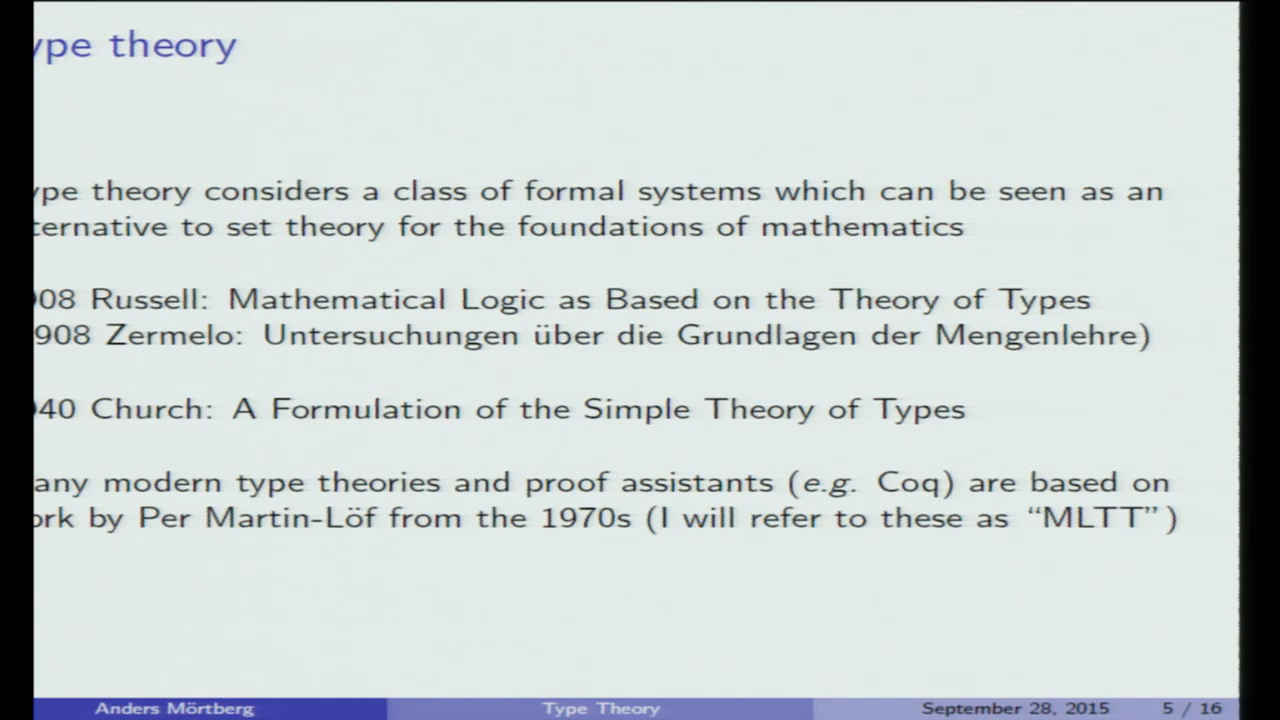 ype theory
ype theory considers a class of formal systems which can be seen as an
ternative to set theory for the foundations of mathematics
08 Russell: Mathematical Logic as Based on the Theory of Types
908 Zermelo: Untersuchungen über die Grundlagen der Mengenlehre)
40 Church: A Formulation of the Simple Theory of Types
any modern type theories and proof assistants (e.g. Coq) are based on
ork by Per Martin-Löf from the 1970s (I will refer to these as “MLTT”)
Anders Mörtberg Type Theory September 28, 2015 5 / 16